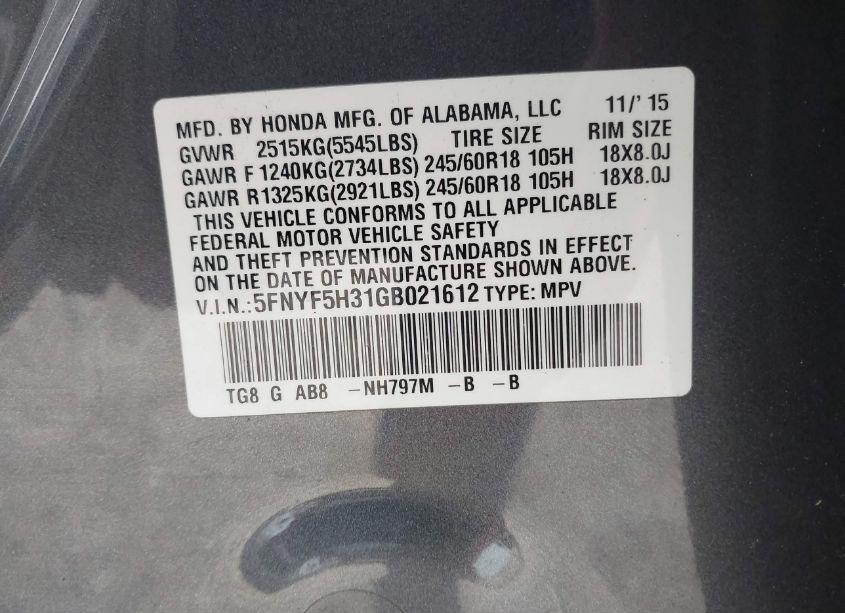 MFD. BY HONDA MFG. OF ALABAMA, LLC 11/' 15
GVWR 2515KG(5545LBS) TIRE SIZE RIM SIZE
GAWR F 1240KG(2734LBS) 245/60R18 105H 18X8.0J
GAWR R1325KG(2921LBS) 245/60R18 105H 18X8.0J
THIS VEHICLE CONFORMS TO ALL APPLICABLE
FEDERAL MOTOR VEHICLE SAFETY
AND THEFT PREVENTION STANDARDS IN EFFECT
ON THE DATE OF MANUFACTURE SHOWN ABOVE.
V.I.N.:5FNYF5H31GB021612 TYPE: MPV
TG8 G AB8 -NH797M -B -B